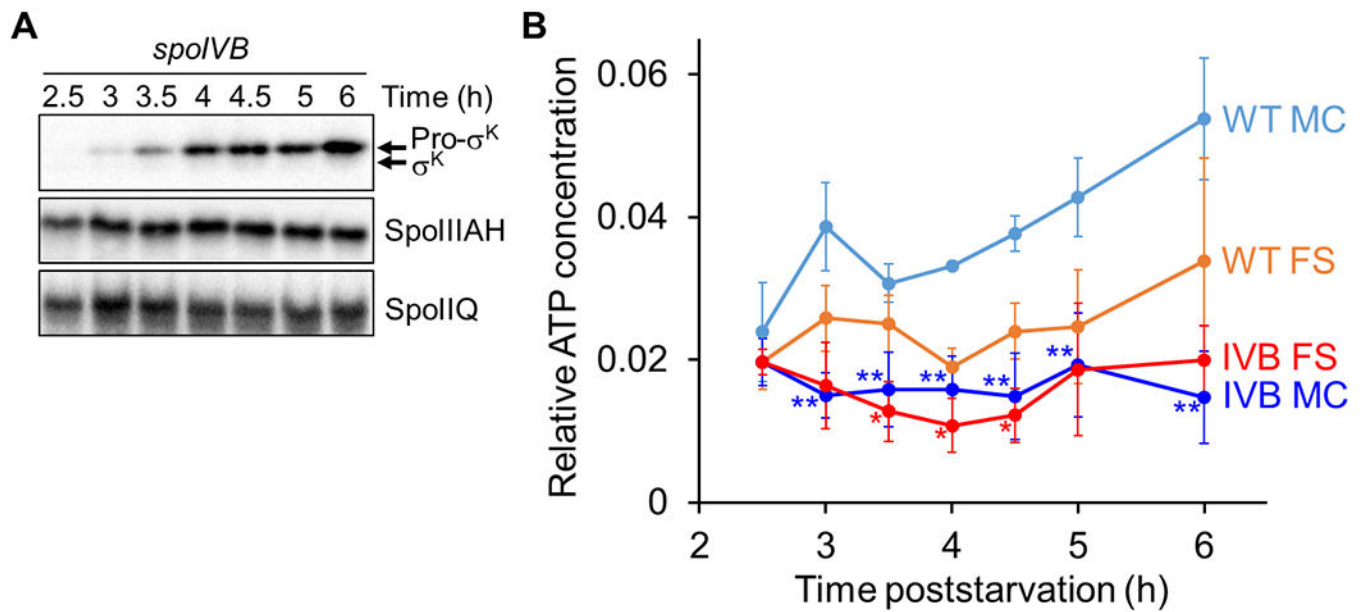 A
spoIVB
2.5 3 3.5 4 4.5 5 6 Time (h)
Pro-σᴷ
σᴷ
SpoIIIAH
SpoIIQ
B
Relative ATP concentration
0.06
0.04
0.02
0
2 3 4 5 6
Time poststarvation (h)
WT MC
WT FS
IVB FS
IVB MC
** ** ** ** ** **
* * *